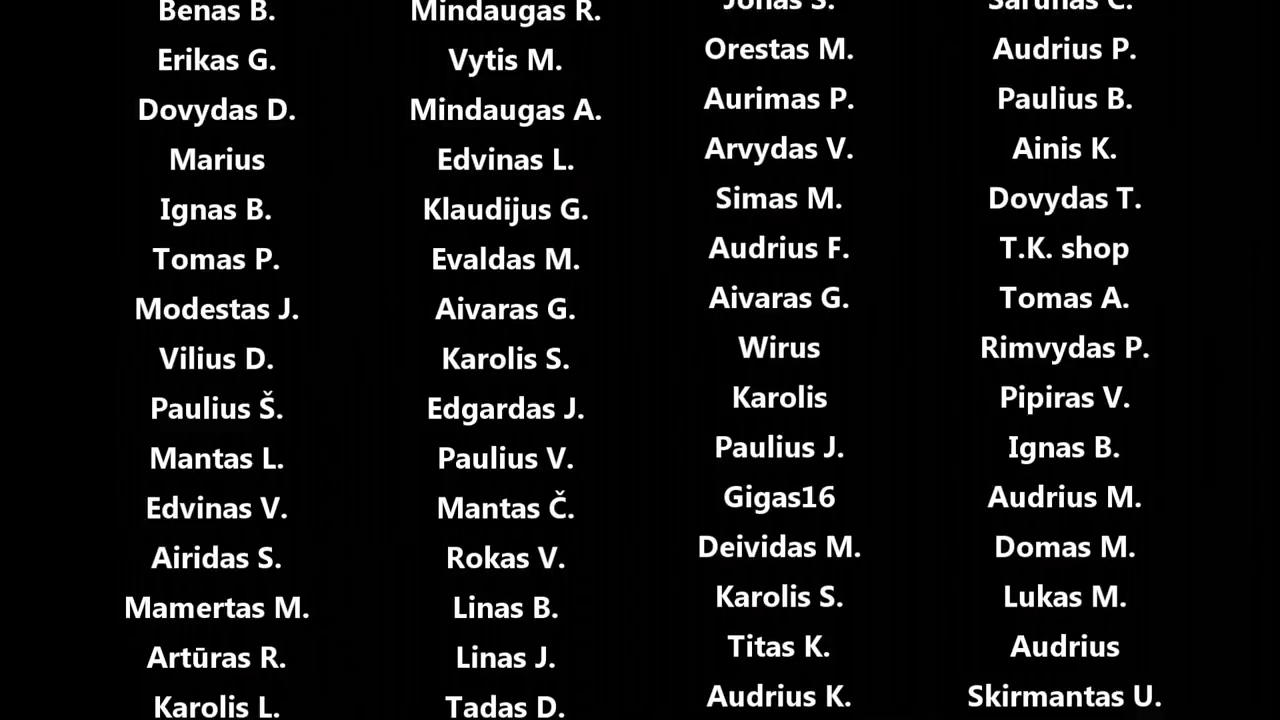 Benas B.
Erikas G.
Dovydas D.
Marius
Ignas B.
Tomas P.
Modestas J.
Vilius D.
Paulius Š.
Mantas L.
Edvinas V.
Airidas S.
Mamertas M.
Artūras R.
Karolis L.
Mindaugas R.
Vytis M.
Mindaugas A.
Edvinas L.
Klaudijus G.
Evaldas M.
Aivaras G.
Karolis S.
Edgardas J.
Paulius V.
Mantas Č.
Rokas V.
Linas B.
Linas J.
Tadas D.
Jonas S.
Orestas M.
Aurimas P.
Arvydas V.
Simas M.
Audrius F.
Aivaras G.
Wirus
Karolis
Paulius J.
Gigas16
Deividas M.
Karolis S.
Titas K.
Audrius K.
Audrius P.
Paulius B.
Ainis K.
Dovydas T.
T.K. shop
Tomas A.
Rimvydas P.
Pipiras V.
Ignas B.
Audrius M.
Domas M.
Lukas M.
Audrius
Skirmantas U.